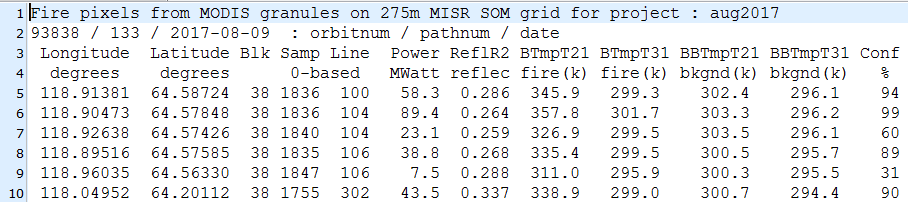 1 Fire pixels from MODIS granules on 275m MISR SOM grid for project : aug2017
2 93838 / 133 / 2017-08-09  : orbitnum / pathnum / date
3 Longitude Latitude Blk Samp Line Power ReflR2 BTmpT21 BTmpT31 BBTmpT21 BBTmpT31 Conf
4 degrees degrees 0-based MWatt reflec fire(k) fire(k) bkgnd(k) bkgnd(k) %
5 118.91381 64.58724 38 1836 100 58.3 0.286 345.9 299.3 302.4 296.1 94
6 118.90473 64.57848 38 1836 104 89.4 0.264 357.8 301.7 303.3 296.2 99
7 118.92638 64.57426 38 1840 104 23.1 0.259 326.9 299.5 303.5 296.1 60
8 118.89516 64.57585 38 1835 106 38.8 0.268 335.4 299.5 300.5 295.7 89
9 118.96035 64.56330 38 1847 106 7.5 0.288 311.0 295.9 300.3 295.5 31
10 118.04952 64.20112 38 1755 302 43.5 0.337 338.9 299.0 300.7 294.4 90